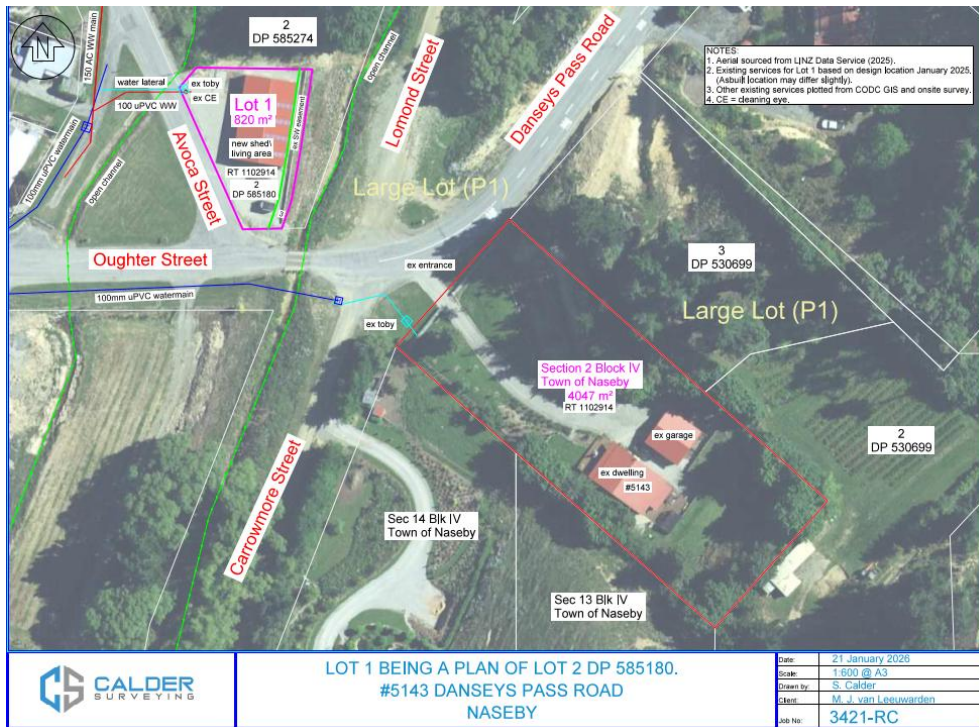 N
150 AC WW main
water lateral
100 uPVC WW
100mm uPVC watermain
open channel
2
DP 585274
open channel
Lomond Street
Danseys Pass Road
NOTES:
1. Aerial sourced from LINZ Data Service (2025).
2. Existing services for Lot 1 based on design location January 2025.
(Asbuilt location may differ slightly).
3. Other existing services plotted from CODC GIS and onsite survey.
4. CE = cleaning eye.
ex toby
ex CE
Lot 1
820 m²
new shed\
living area
ex SW easement
RT 1102914
2
DP 585180
3
Avoca Street
Large Lot (P1)
Oughter Street
ex entrance
3
DP 530699
100mm uPVC watermain
Large Lot (P1)
ex toby
Section 2 Block IV
Town of Naseby
4047 m²
RT 1102914
ex garage
2
DP 530699
ex dwelling
#5143
Carrowmore Street
Sec 14 Blk IV
Town of Naseby
Sec 13 Blk IV
Town of Naseby
CS CALDER
SURVEYING
LOT 1 BEING A PLAN OF LOT 2 DP 585180.
#5143 DANSEYS PASS ROAD
NASEBY
Date: 21 January 2026
Scale: 1:600 @ A3
Drawn by: S. Calder
Client: M. J. van Leeuwarden
Job No: 3421-RC